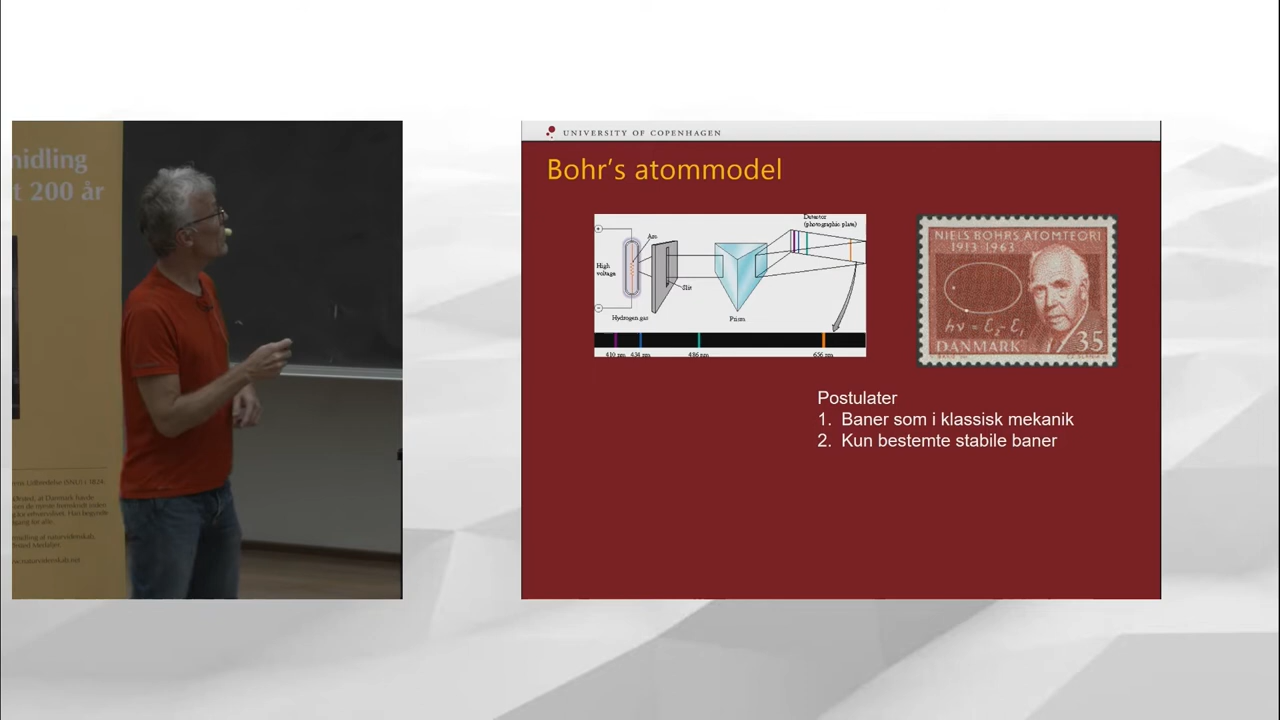 nidling
t 200 år
UNIVERSITY OF COPENHAGEN
Bohr's atommodel
Detector
(photographic plate)
Arc
High
voltage
Slit
Hydrogen gas
Prism
410 nm 434 nm 486 nm 656 nm
NIELS BOHRS ATOMTEORI
1913-1963
hν = E₂-E₁
DANMARK 35
Postulater
1. Baner som i klassisk mekanik
2. Kun bestemte stabile baner